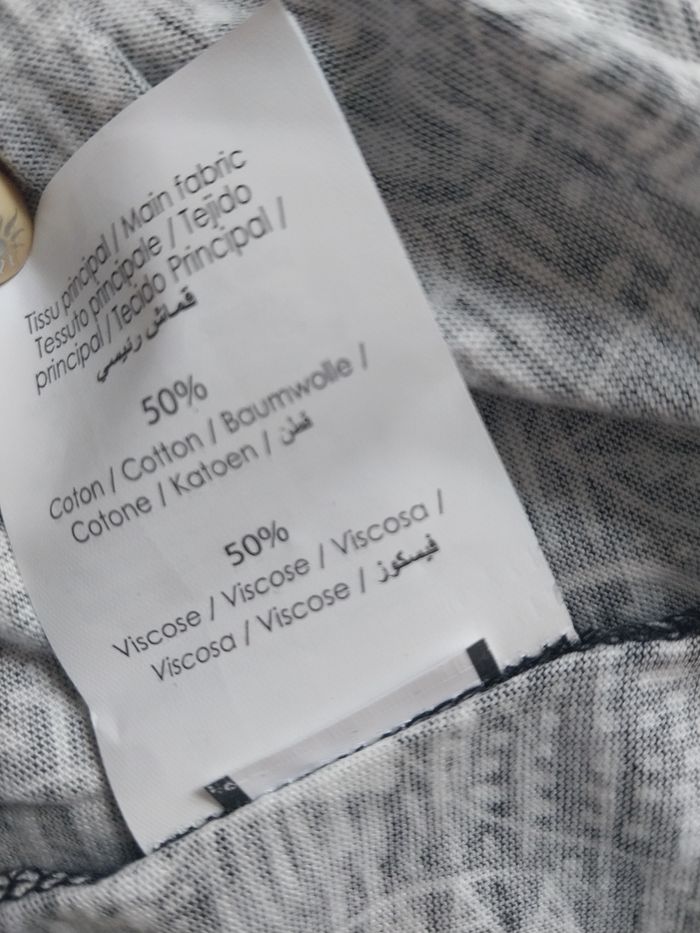 Tissu principal / Main fabric
Tessuto principale / Tejido
principal / Tecido Principal /
قماش رئيسي
50%
Coton / Cotton / Baumwolle /
Cotone / Katoen / قطن
50%
Viscose / Viscose / Viscosa /
Viscosa / Viscose / فيسكوز